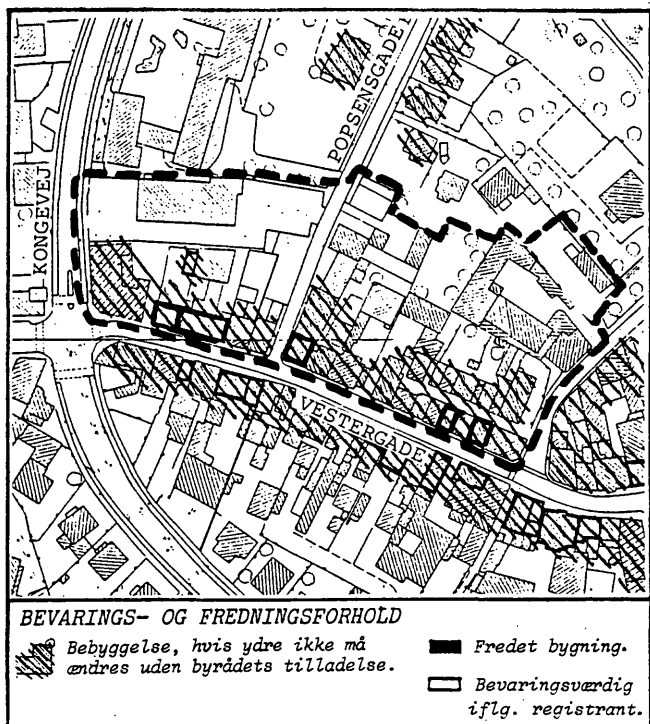 KONGEVEJ
POPSENSGADE
VESTERGADE
BEVARINGS- OG FREDNINGSFORHOLD
Bebyggelse, hvis ydre ikke må
ændres uden byrådets tilladelse.
Fredet bygning.
Bevaringsværdig
iflg. registrant.